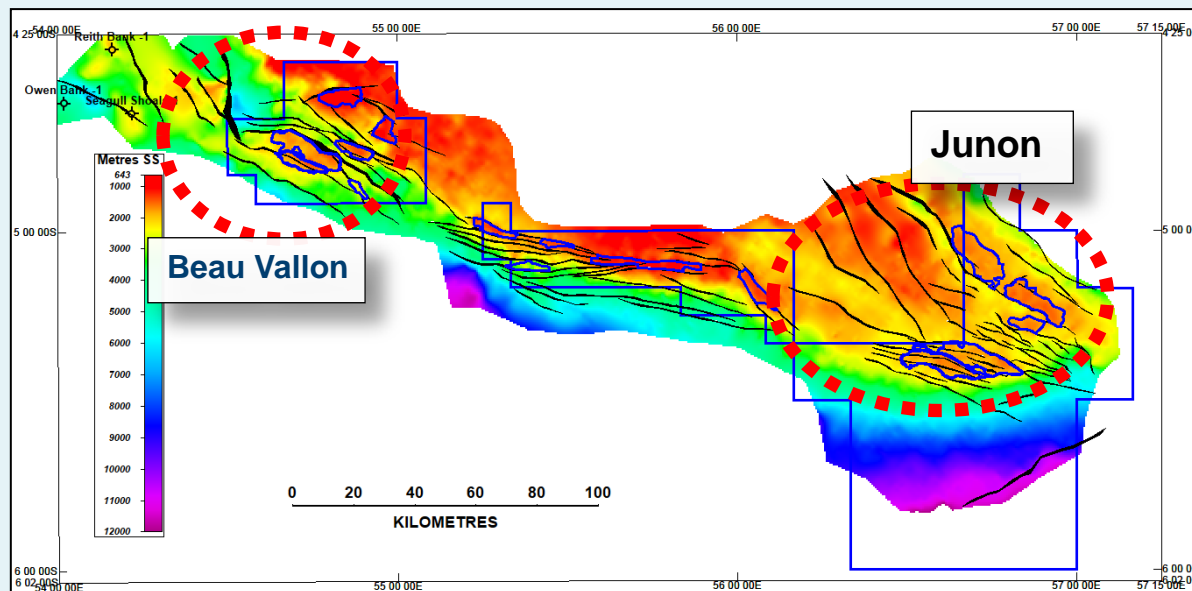 54 00 00E
55 00 00E
56 00 00E
57 00 00E
57 15 00E
4 25 00S
4 25
Reith Bank -1
Owen Bank -1
Seagull Shoal -1
Junon
Metres SS
643
1000
2000
3000
4000
5000
6000
7000
8000
9000
10000
11000
12000
Beau Vallon
5 00 00S
5 00
0 20 40 60 80 100
KILOMETRES
6 00 00S
6 02 00S
6 00
6 02
54 00 00E
55 00 00E
56 00 00E
57 00 00E
57 15 00E